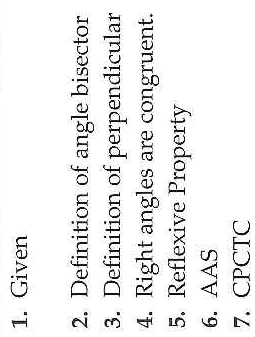 1. Given
2. Definition of angle bisector
3. Definition of perpendicular
4. Right angles are congruent.
5. Reflexive Property
6. AAS
7. CPCTC